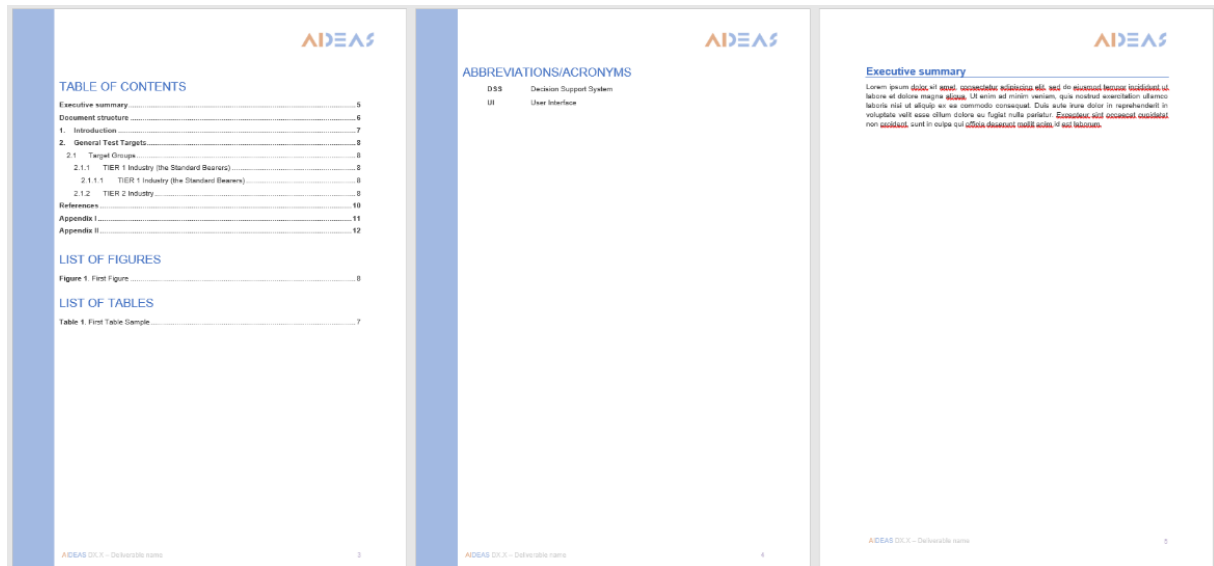 AIDEAS
TABLE OF CONTENTS
Executive summary 5
Document structure 6
1. Introduction 7
2. General Test Targets 8
2.1 Target Groups 8
2.1.1 TIER 1 Industry (the Standard Bearers) 8
2.1.1.1 TIER 1 Industry (the Standard Bearers) 8
2.1.2 TIER 2 Industry 8
References 10
Appendix I 11
Appendix II 12
LIST OF FIGURES
Figure 1. First Figure 8
LIST OF TABLES
Table 1. First Table Sample 7
AIDEAS DX.X – Deliverable name 3
AIDEAS
ABBREVIATIONS/ACRONYMS
DSS Decision Support System
UI User Interface
AIDEAS DX.X – Deliverable name 4
AIDEAS
Executive summary
Lorem ipsum dolor sit amet, consectetur adipiscing elit, sed do eiusmod tempor incididunt ut
labore et dolore magna aliqua. Ut enim ad minim veniam, quis nostrud exercitation ullamco
laboris nisi ut aliquip ex ea commodo consequat. Duis aute irure dolor in reprehenderit in
voluptate velit esse cillum dolore eu fugiat nulla pariatur. Excepteur sint occaecat cupidatat
non proident, sunt in culpa qui officia deserunt mollit anim id est laborum.
AIDEAS DX.X – Deliverable name 5